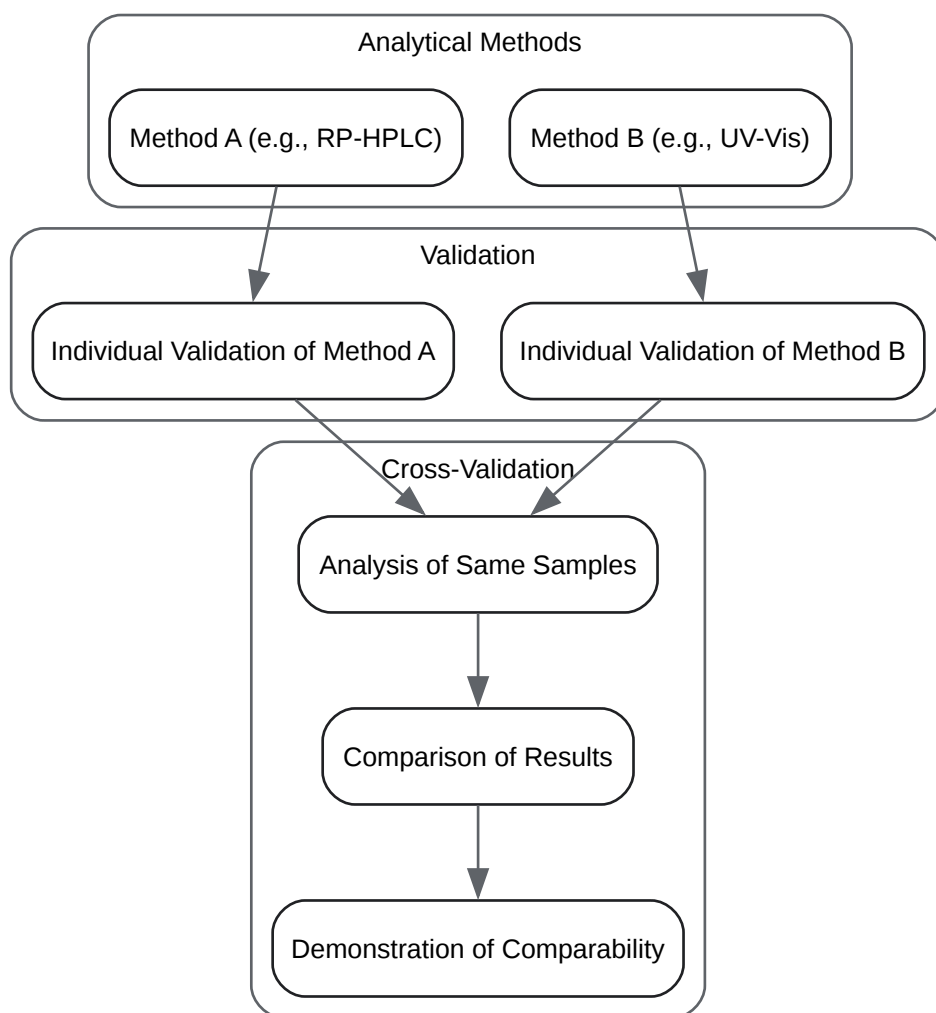 Analytical Methods
Method A (e.g., RP-HPLC)
Method B (e.g., UV-Vis)
Validation
Individual Validation of Method A
Individual Validation of Method B
Cross-Validation
Analysis of Same Samples
Comparison of Results
Demonstration of Comparability